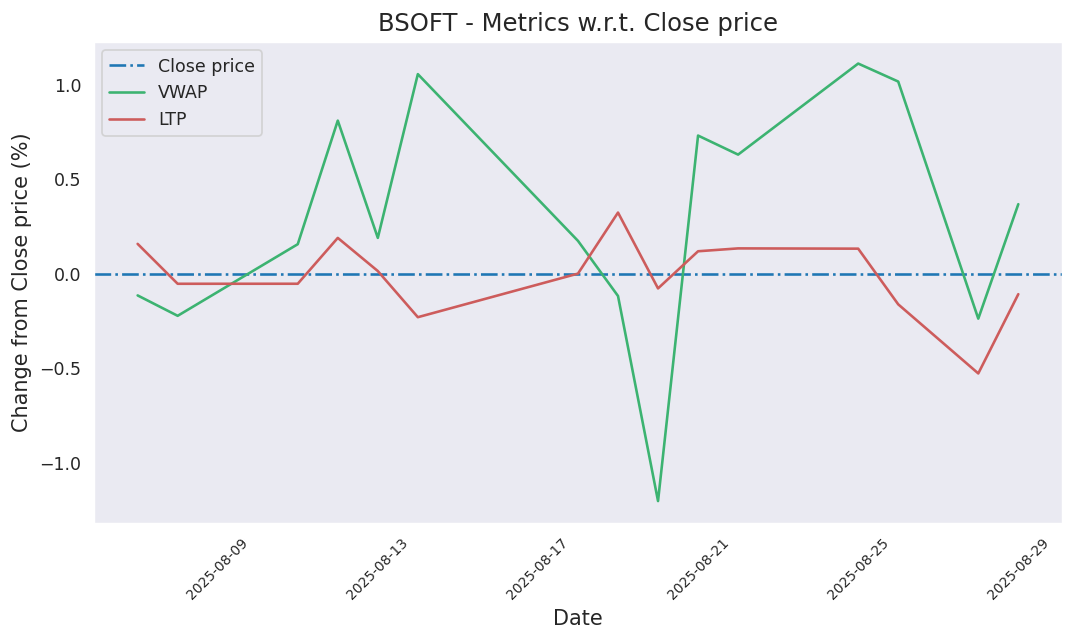 BSOFT - Metrics w.r.t. Close price
Close price
VWAP
LTP
Change from Close price (%)
1.0
0.5
0.0
−0.5
−1.0
2025-08-09
2025-08-13
2025-08-17
2025-08-21
2025-08-25
2025-08-29
Date